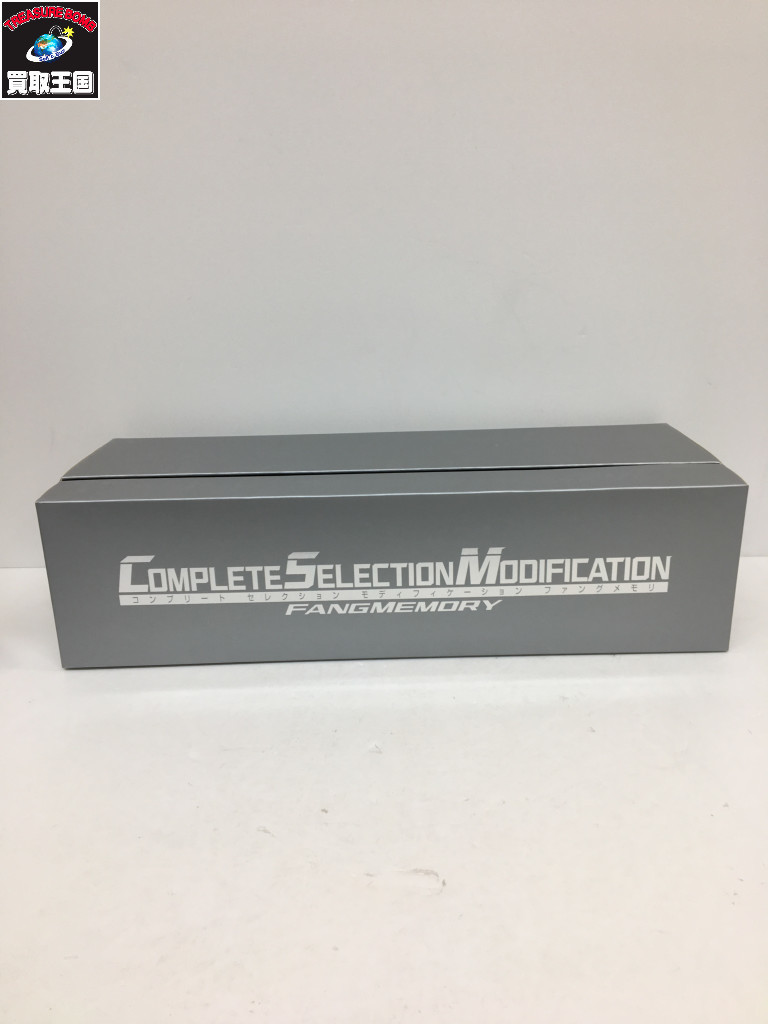 TREASURE BOMB
買取王国
COMPLETE SELECTION MODIFICATION
コンプリート セレクション モディフィケーション ファングメモリ
FANGMEMORY